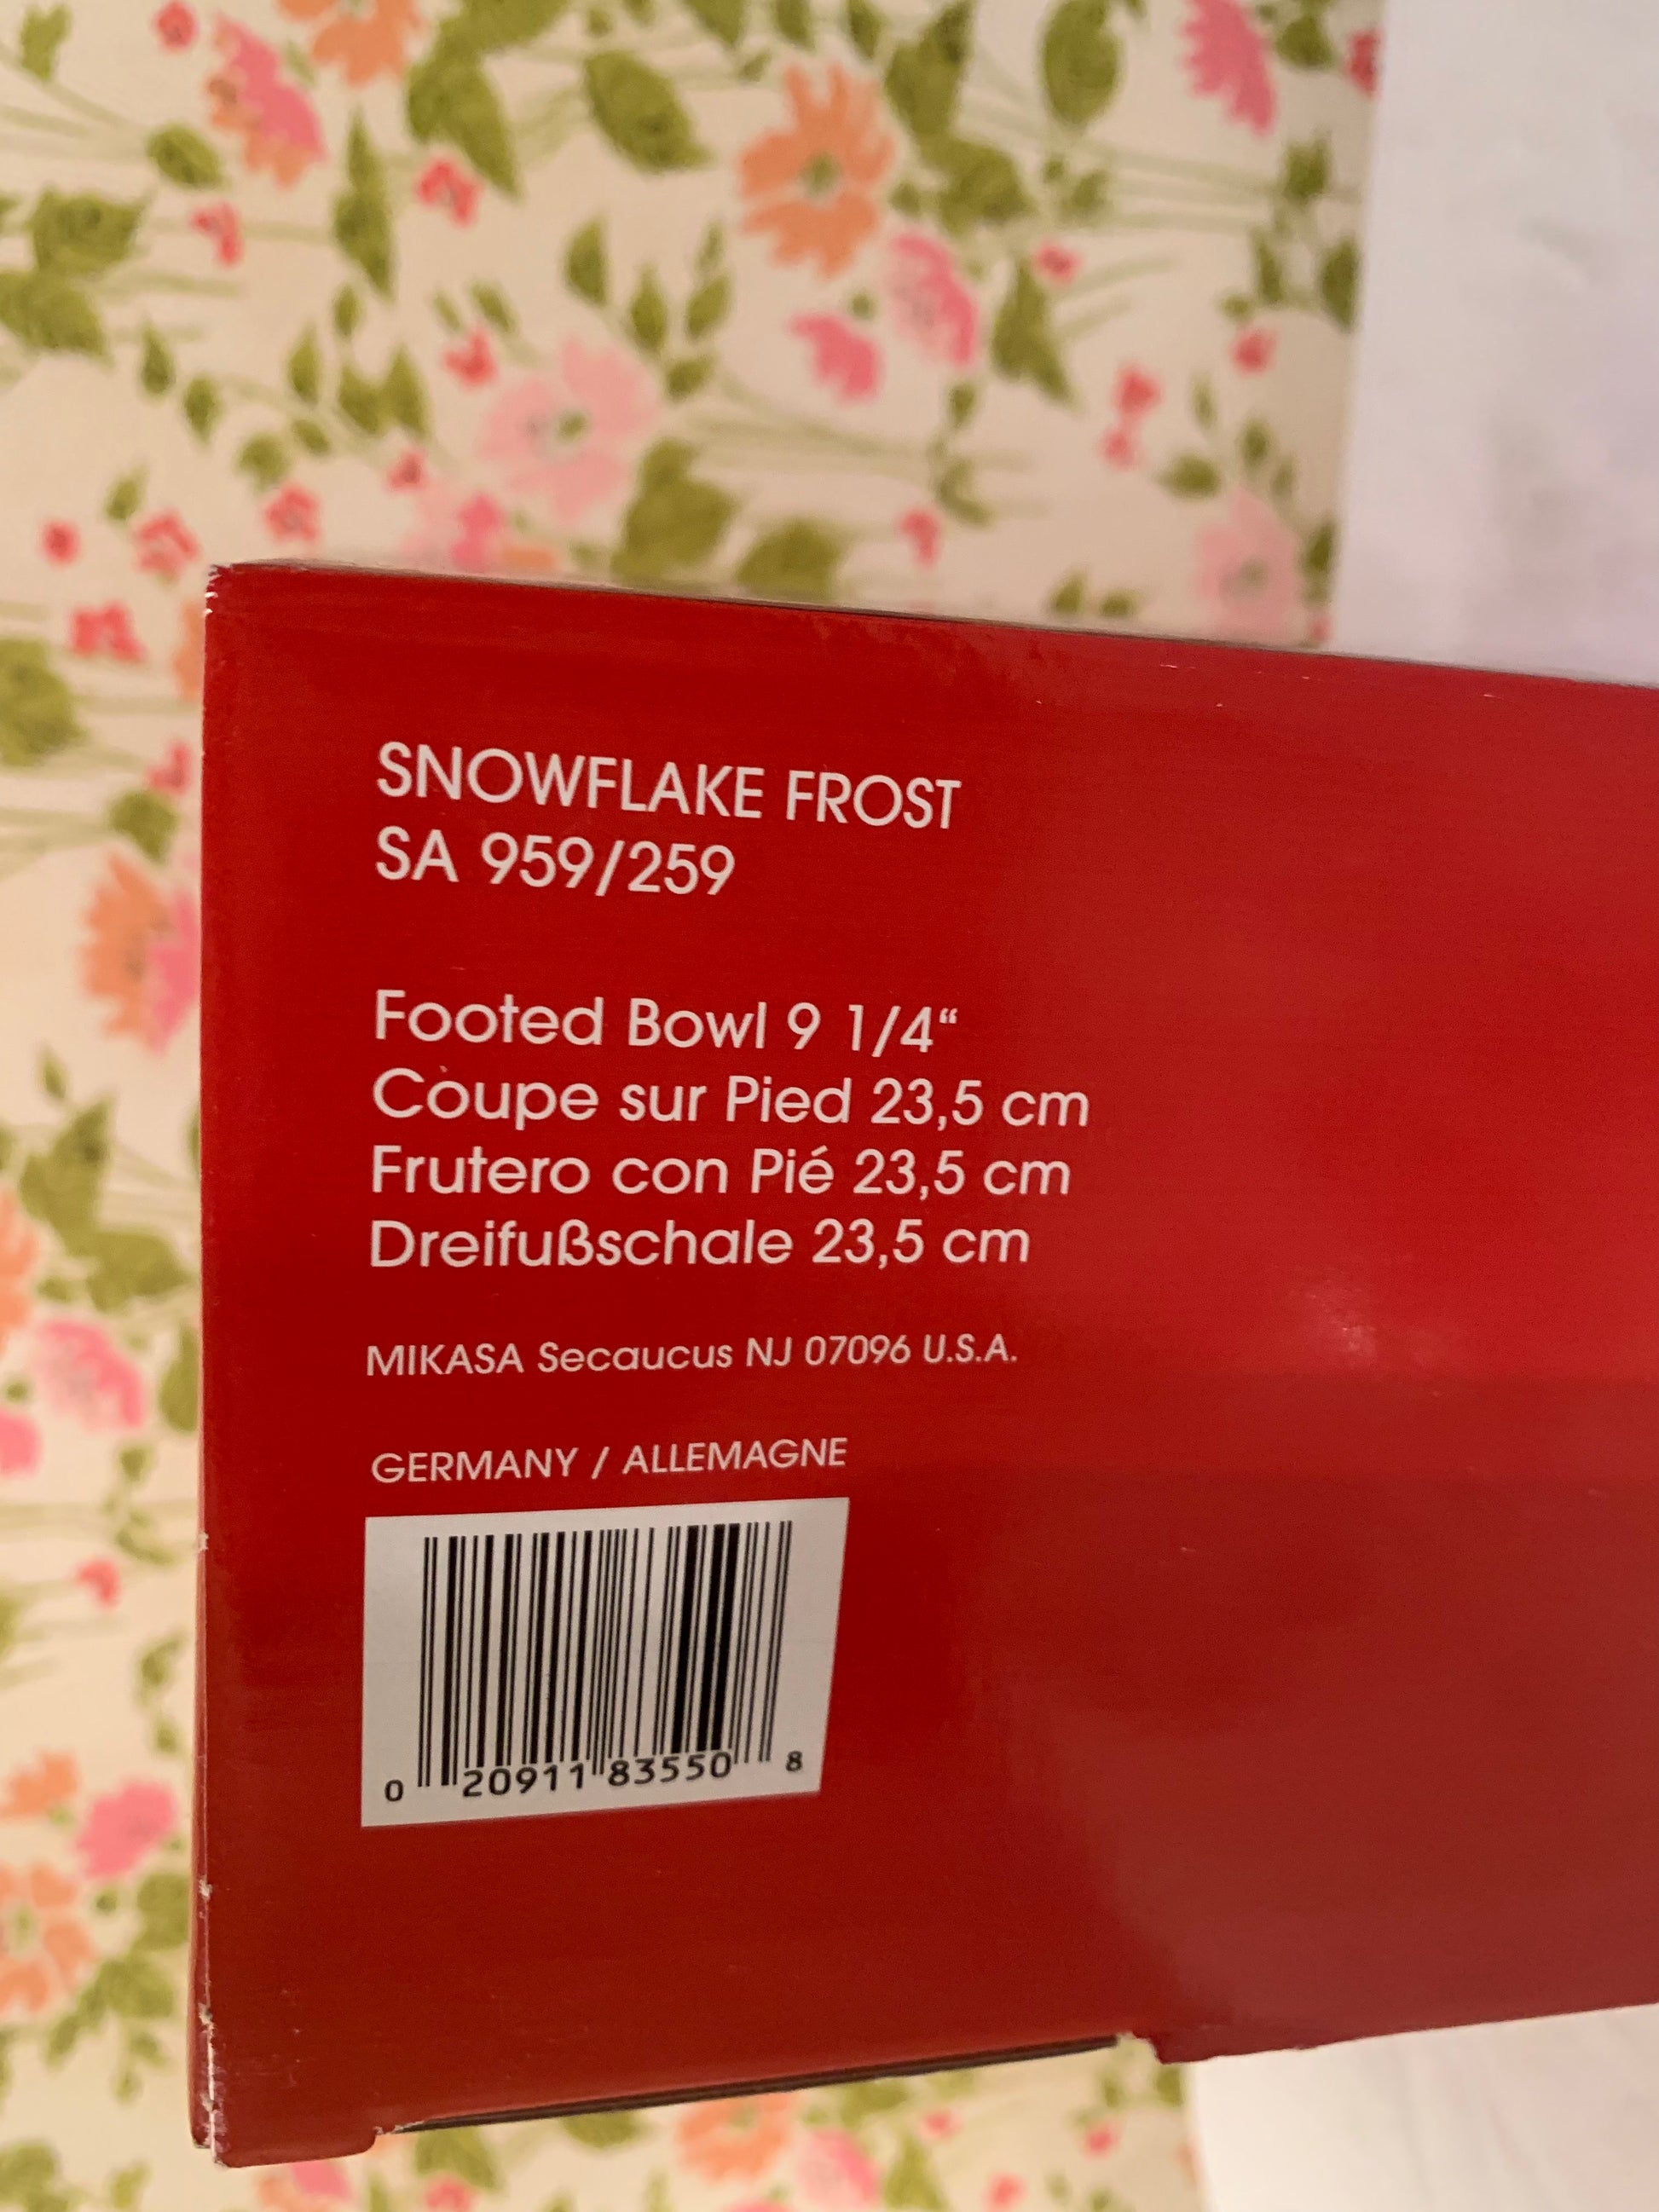 SNOWFLAKE FROST
SA 959/259
Footed Bowl 9 1/4“
Coupe sur Pied 23,5 cm
Frutero con Pié 23,5 cm
Dreifußschale 23,5 cm
MIKASA Secaucus NJ 07096 U.S.A.
GERMANY / ALLEMAGNE
0 20911 83550 8